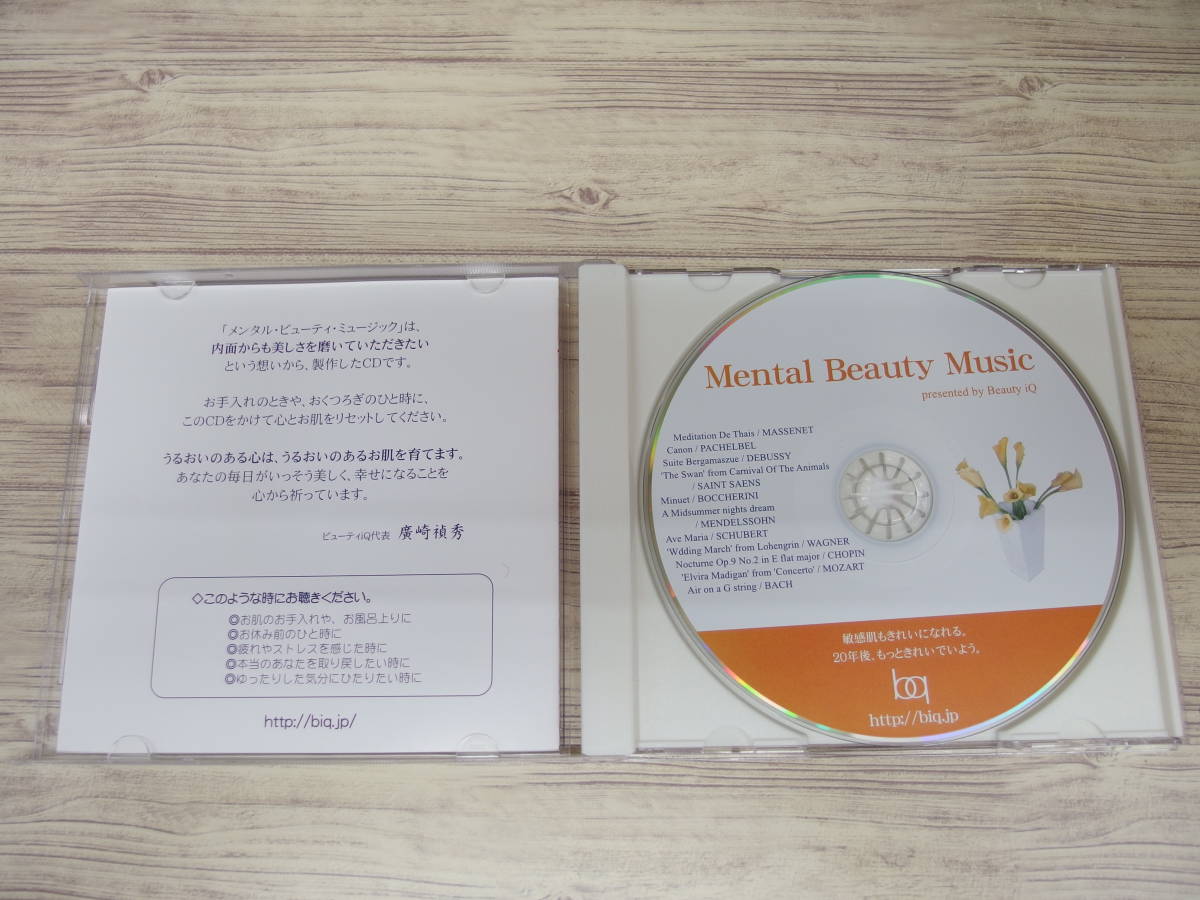 「メンタル・ビューティ・ミュージック」は、
内面からも美しさを磨いていただきたい
という想いから、製作したCDです。
お手入れのときや、おくつろぎのひと時に、
このCDをかけて心とお肌をリセットしてください。
うるおいのある心は、うるおいのあるお肌を育てます。
あなたの毎日がいっそう美しく、幸せになることを
心から祈っています。
ビューティiQ代表 廣崎禎秀
◇このような時にお聴きください。
◎お肌のお手入れや、お風呂上りに
◎お休み前のひと時に
◎疲れやストレスを感じた時に
◎本当のあなたを取り戻したい時に
◎ゆったりした気分にひたりたい時に
http://biq.jp/
Mental Beauty Music
presented by Beauty iQ
Meditation De Thais / MASSENET
Canon / PACHELBEL
Suite Bergamaszue / DEBUSSY
'The Swan' from Carnival Of The Animals
/ SAINT SAENS
Minuet / BOCCHERINI
A Midsummer nights dream
/ MENDELSSOHN
Ave Maria / SCHUBERT
'Wdding March' from Lohengrin / WAGNER
Nocturne Op.9 No.2 in E flat major / CHOPIN
'Elvira Madigan' from 'Concerto' / MOZART
Air on a G string / BACH
敏感肌もきれいになれる。
20年後、もっときれいでいよう。
biq
http://biq.jp